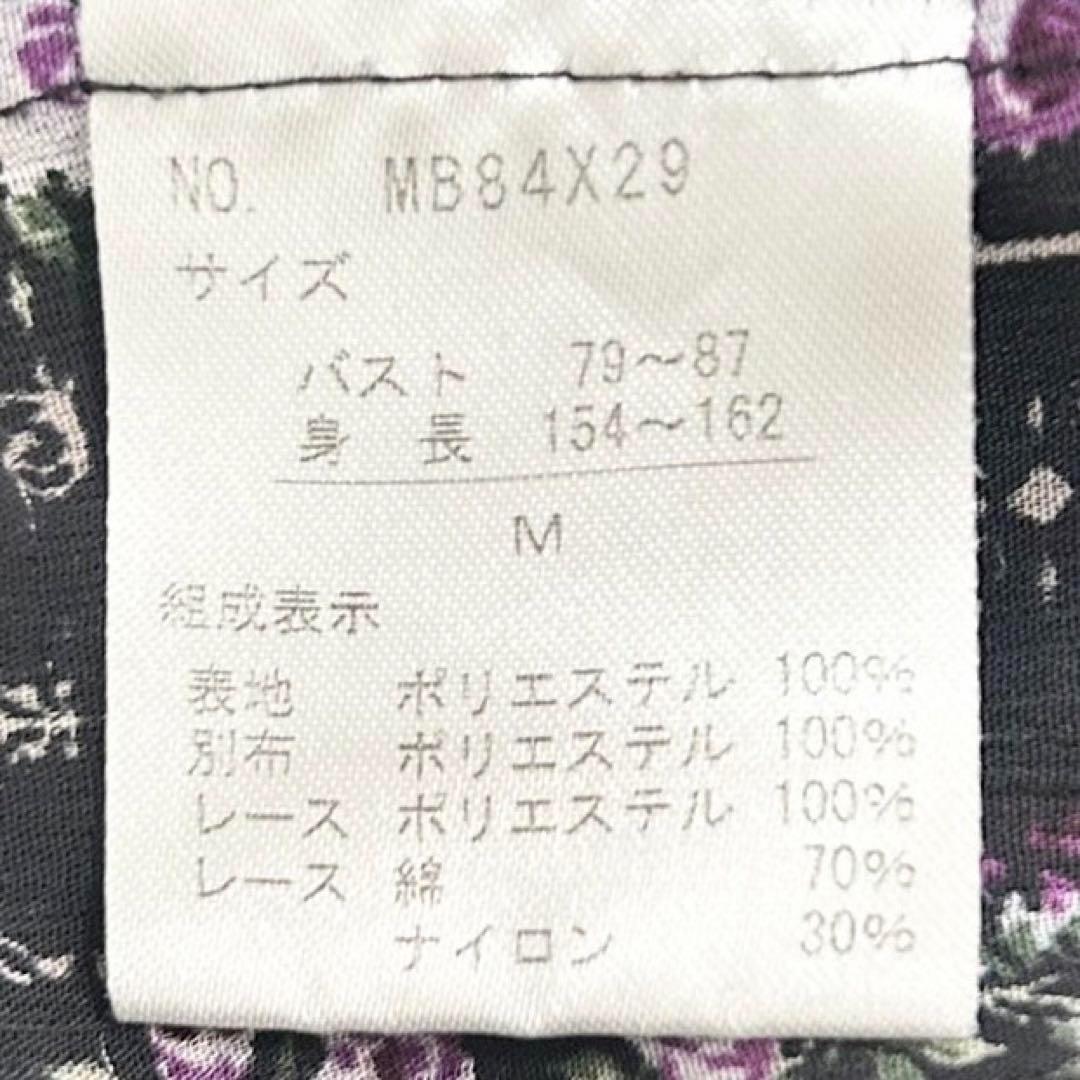 NO. MB84X29
サイズ
バスト 79～87
身 長 154～162
M
組成表示
表地 ポリエステル 100%
別布 ポリエステル 100%
レース ポリエステル 100%
レース 綿 70%
ナイロン 30%